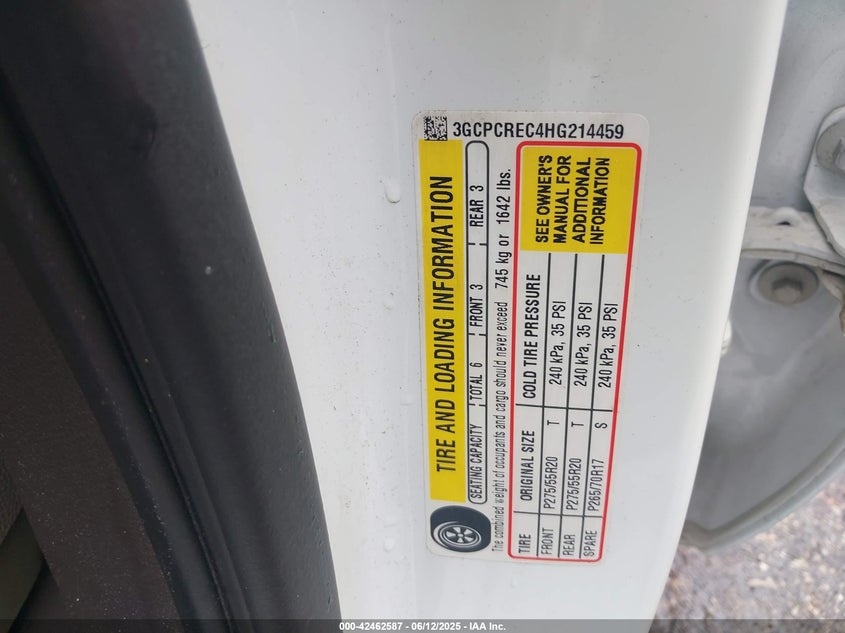 3GCPCREC4HG214459
TIRE AND LOADING INFORMATION
SEATING CAPACITY TOTAL 6 FRONT 3 REAR 3
The combined weight of occupants and cargo should never exceed 745 kg or 1642 lbs.
TIRE ORIGINAL SIZE COLD TIRE PRESSURE
FRONT P275/55R20 T 240 kPa, 35 PSI
REAR P275/55R20 T 240 kPa, 35 PSI
SPARE P265/70R17 S 240 kPa, 35 PSI
SEE OWNER'S
MANUAL FOR
ADDITIONAL
INFORMATION
000-42462587 - 06/12/2025 - IAA Inc.